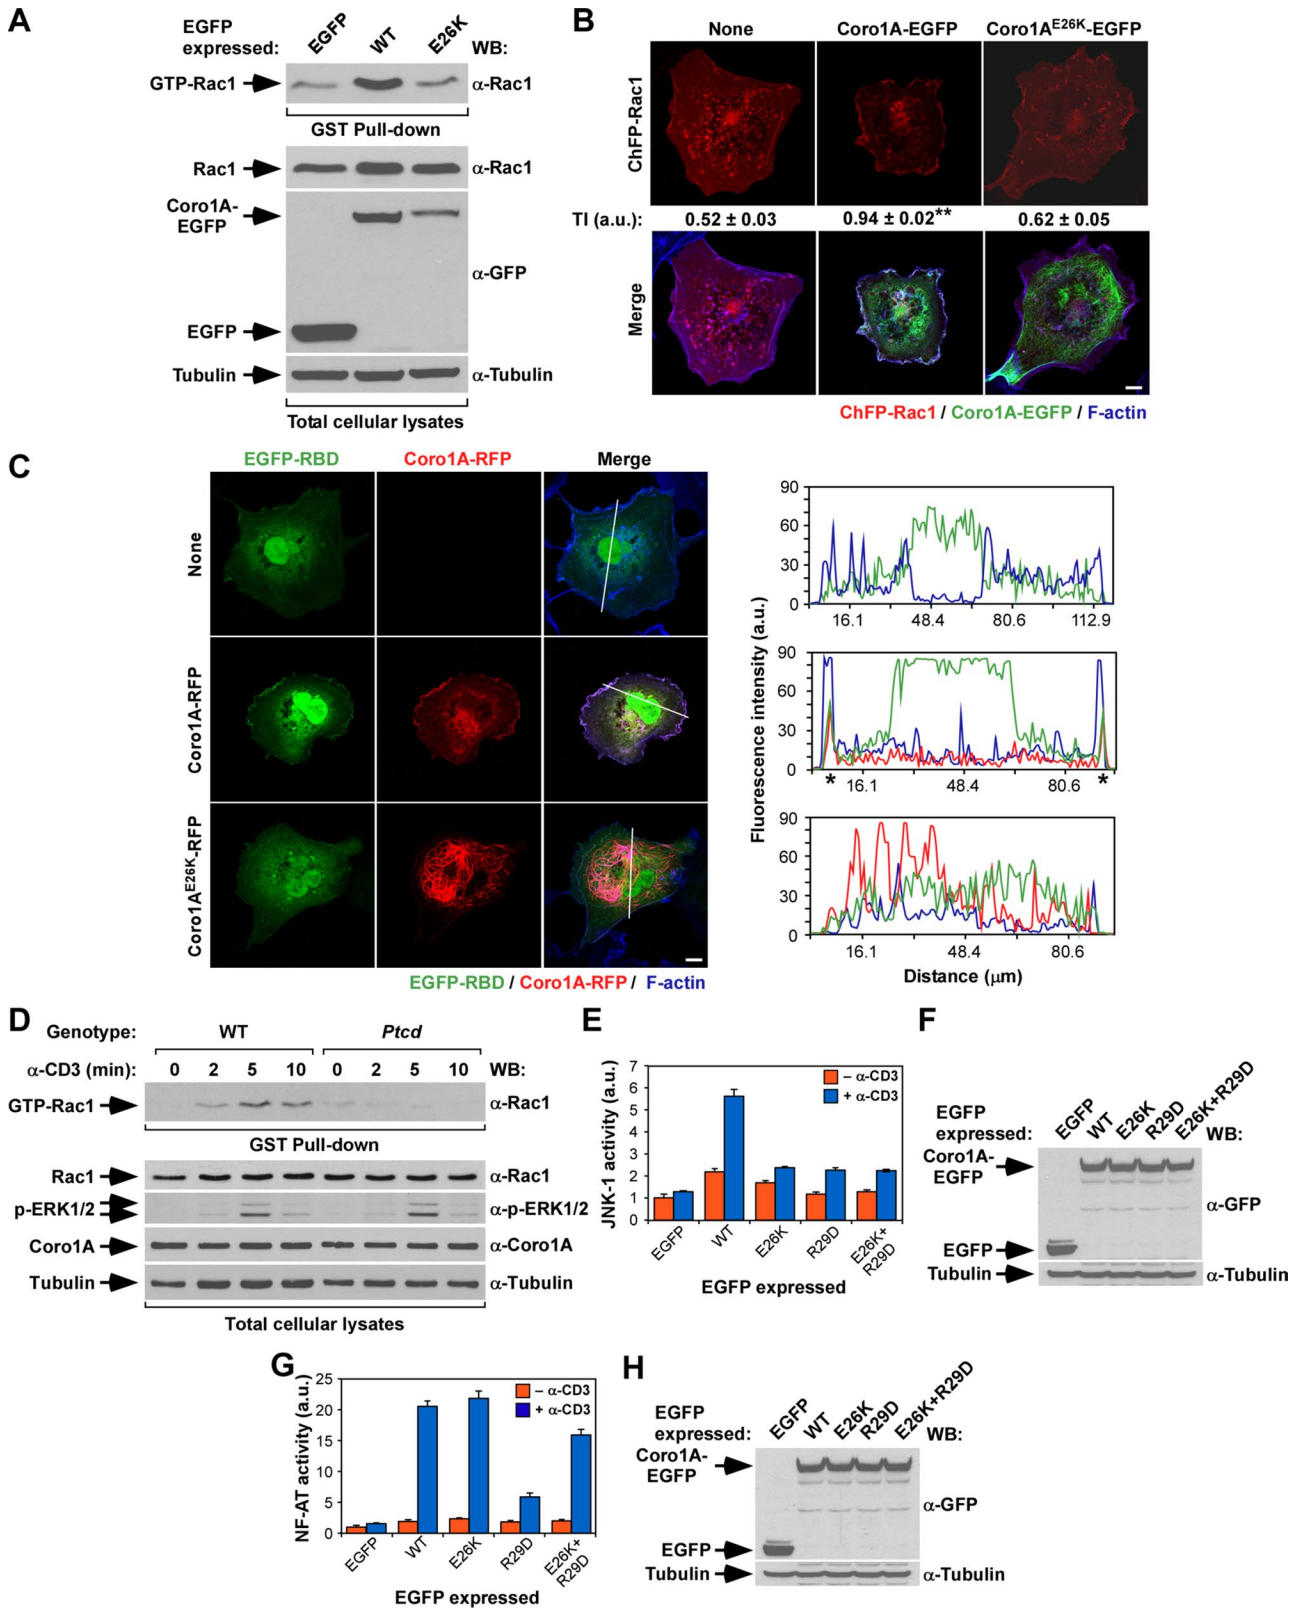 A
EGFP expressed:
EGFP
WT
E26K
WB:
GTP-Rac1
α-Rac1
GST Pull-down
Rac1
α-Rac1
Coro1A-EGFP
α-GFP
EGFP
Tubulin
α-Tubulin
Total cellular lysates
B
None
Coro1A-EGFP
Coro1A^E26K-EGFP
ChFP-Rac1
TI (a.u.):
0.52 ± 0.03
0.94 ± 0.02**
0.62 ± 0.05
Merge
ChFP-Rac1 / Coro1A-EGFP / F-actin
C
EGFP-RBD
Coro1A-RFP
Merge
None
Coro1A-RFP
Coro1A^E26K-RFP
EGFP-RBD / Coro1A-RFP / F-actin
Fluorescence intensity (a.u.)
90
60
30
0
16.1
48.4
80.6
112.9
90
60
30
0
*
16.1
48.4
80.6
*
90
60
30
0
16.1
48.4
80.6
Distance (μm)
D
Genotype:
WT
Ptcd
α-CD3 (min):
0
2
5
10
0
2
5
10
WB:
GTP-Rac1
α-Rac1
GST Pull-down
Rac1
α-Rac1
p-ERK1/2
α-p-ERK1/2
Coro1A
α-Coro1A
Tubulin
α-Tubulin
Total cellular lysates
E
JNK-1 activity (a.u.)
7
6
5
4
3
2
1
0
– α-CD3
+ α-CD3
EGFP
WT
E26K
R29D
E26K+
R29D
EGFP expressed
F
EGFP expressed:
EGFP
WT
E26K
R29D
E26K+R29D
WB:
Coro1A-EGFP
α-GFP
EGFP
Tubulin
α-Tubulin
G
NF-AT activity (a.u.)
25
20
15
10
5
0
– α-CD3
+ α-CD3
EGFP
WT
E26K
R29D
E26K+
R29D
EGFP expressed
H
EGFP expressed:
EGFP
WT
E26K
R29D
E26K+R29D
WB:
Coro1A-EGFP
α-GFP
EGFP
Tubulin
α-Tubulin